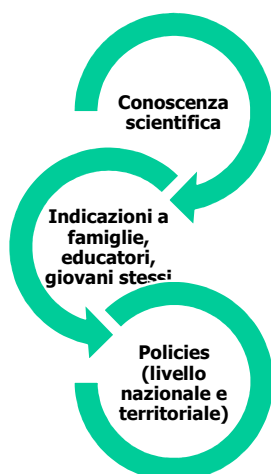 Conoscenza
scientifica
Indicazioni a
famiglie,
educatori,
giovani stessi
Policies
(livello
nazionale e
territoriale)